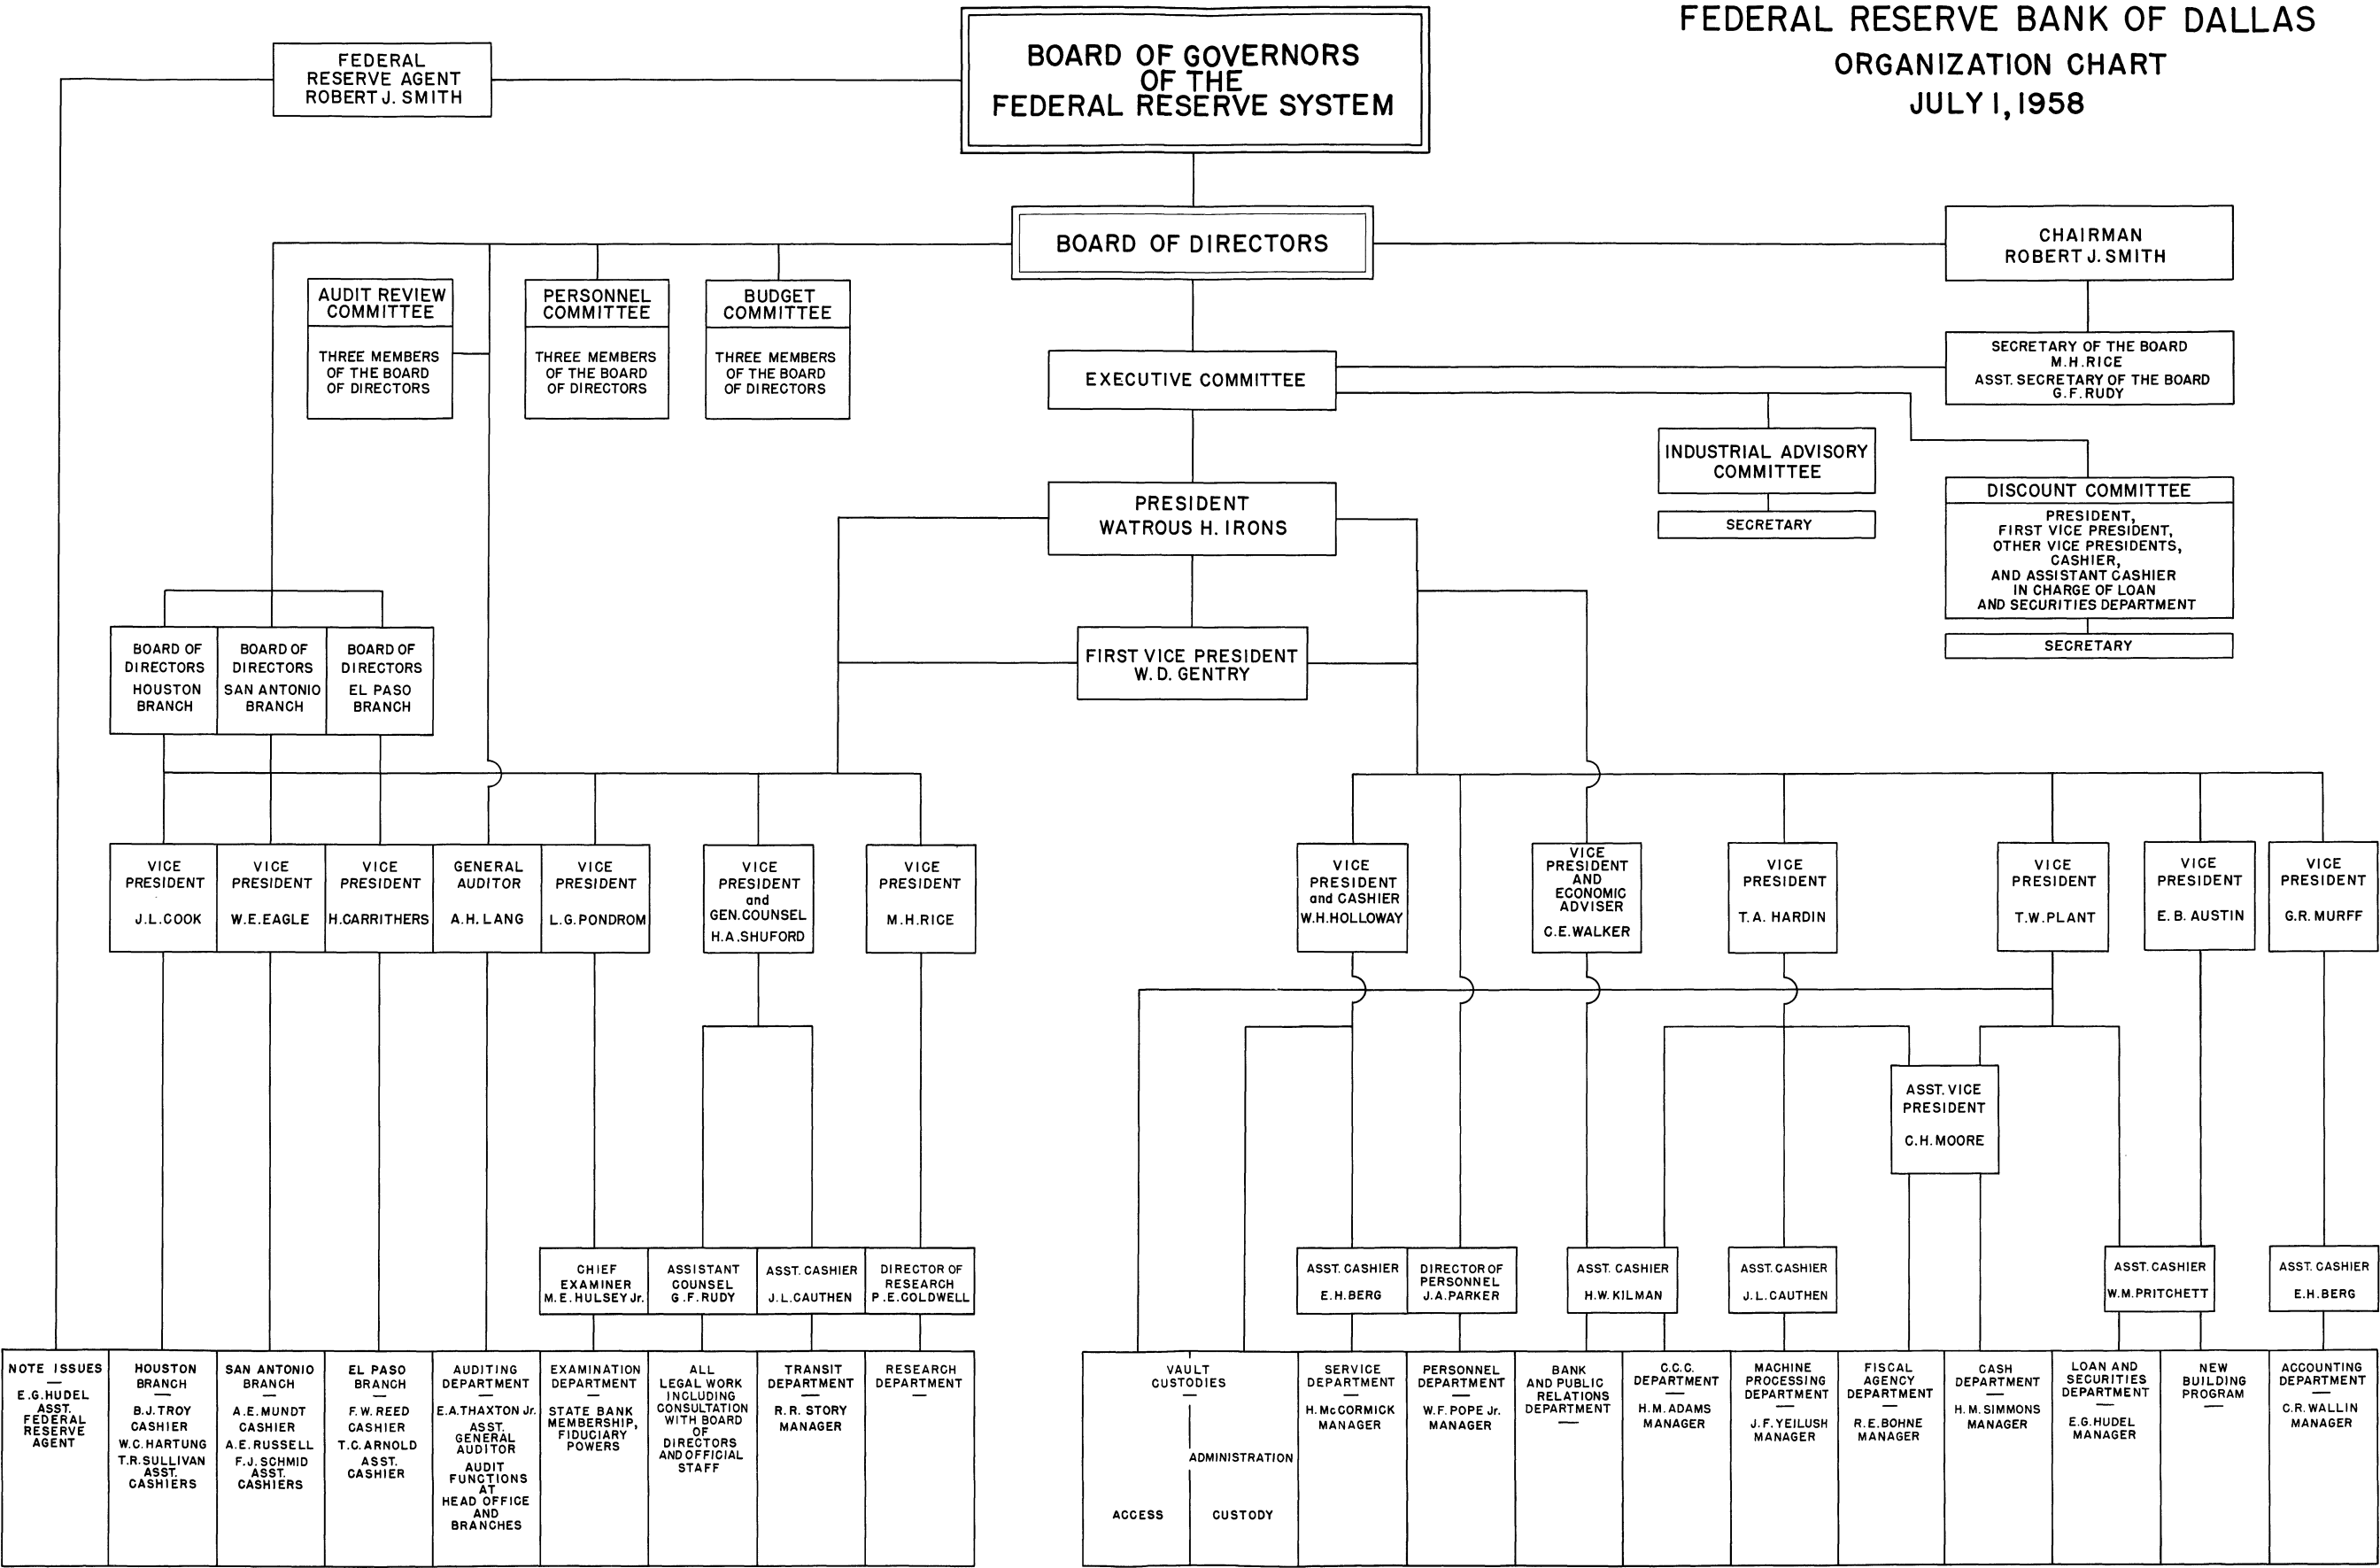 FEDERAL RESERVE BANK OF DALLAS
ORGANIZATION CHART
JULY 1, 1958
BOARD OF GOVERNORS
OF THE
FEDERAL RESERVE SYSTEM
FEDERAL
RESERVE AGENT
ROBERT J. SMITH
BOARD OF DIRECTORS
CHAIRMAN
ROBERT J. SMITH
AUDIT REVIEW
COMMITTEE
THREE MEMBERS
OF THE BOARD
OF DIRECTORS
PERSONNEL
COMMITTEE
THREE MEMBERS
OF THE BOARD
OF DIRECTORS
BUDGET
COMMITTEE
THREE MEMBERS
OF THE BOARD
OF DIRECTORS
EXECUTIVE COMMITTEE
SECRETARY OF THE BOARD
M.H.RICE
ASST. SECRETARY OF THE BOARD
G.F.RUDY
INDUSTRIAL ADVISORY
COMMITTEE
SECRETARY
DISCOUNT COMMITTEE
PRESIDENT,
FIRST VICE PRESIDENT,
OTHER VICE PRESIDENTS,
CASHIER,
AND ASSISTANT CASHIER
IN CHARGE OF LOAN
AND SECURITIES DEPARTMENT
SECRETARY
PRESIDENT
WATROUS H. IRONS
FIRST VICE PRESIDENT
W. D. GENTRY
BOARD OF
DIRECTORS
HOUSTON
BRANCH
BOARD OF
DIRECTORS
SAN ANTONIO
BRANCH
BOARD OF
DIRECTORS
EL PASO
BRANCH
VICE
PRESIDENT
J.L.COOK
VICE
PRESIDENT
W.E.EAGLE
VICE
PRESIDENT
H.CARRITHERS
GENERAL
AUDITOR
A.H. LANG
VICE
PRESIDENT
L.G.PONDROM
VICE
PRESIDENT
and
GEN.COUNSEL
H.A.SHUFORD
VICE
PRESIDENT
M.H.RICE
VICE
PRESIDENT
and CASHIER
W.H.HOLLOWAY
VICE
PRESIDENT
AND
ECONOMIC
ADVISER
C.E.WALKER
VICE
PRESIDENT
T.A. HARDIN
VICE
PRESIDENT
T.W.PLANT
VICE
PRESIDENT
E.B. AUSTIN
VICE
PRESIDENT
G.R. MURFF
ASST. VICE
PRESIDENT
C.H.MOORE
CHIEF
EXAMINER
M.E.HULSEY Jr.
ASSISTANT
COUNSEL
G.F.RUDY
ASST. CASHIER
J.L.CAUTHEN
DIRECTOR OF
RESEARCH
P.E.COLDWELL
ASST. CASHIER
E.H.BERG
DIRECTOR OF
PERSONNEL
J.A.PARKER
ASST. CASHIER
H.W.KILMAN
ASST. CASHIER
J.L.CAUTHEN
ASST. CASHIER
W.M.PRITCHETT
ASST. CASHIER
E.H.BERG
NOTE ISSUES
E.G.HUDEL
ASST.
FEDERAL
RESERVE
AGENT
HOUSTON
BRANCH
B.J.TROY
CASHIER
W.C.HARTUNG
T.R.SULLIVAN
ASST.
CASHIERS
SAN ANTONIO
BRANCH
A.E.MUNDT
CASHIER
A.E.RUSSELL
F.J.SCHMID
ASST.
CASHIERS
EL PASO
BRANCH
F.W.REED
CASHIER
T.C.ARNOLD
ASST.
CASHIER
AUDITING
DEPARTMENT
E.A.THAXTON Jr.
ASST.
GENERAL
AUDITOR
AUDIT
FUNCTIONS
AT
HEAD OFFICE
AND
BRANCHES
EXAMINATION
DEPARTMENT
STATE BANK
MEMBERSHIP,
FIDUCIARY
POWERS
ALL
LEGAL WORK
INCLUDING
CONSULTATION
WITH BOARD
OF
DIRECTORS
AND OFFICIAL
STAFF
TRANSIT
DEPARTMENT
R.R. STORY
MANAGER
RESEARCH
DEPARTMENT
VAULT
CUSTODIES
ADMINISTRATION
ACCESS
CUSTODY
SERVICE
DEPARTMENT
H.McCORMICK
MANAGER
PERSONNEL
DEPARTMENT
W.F.POPE Jr.
MANAGER
BANK
AND PUBLIC
RELATIONS
DEPARTMENT
C.C.C.
DEPARTMENT
H.M.ADAMS
MANAGER
MACHINE
PROCESSING
DEPARTMENT
J.F.YEILUSH
MANAGER
FISCAL
AGENCY
DEPARTMENT
R.E.BOHNE
MANAGER
CASH
DEPARTMENT
H.M.SIMMONS
MANAGER
LOAN AND
SECURITIES
DEPARTMENT
E.G.HUDEL
MANAGER
NEW
BUILDING
PROGRAM
ACCOUNTING
DEPARTMENT
C.R.WALLIN
MANAGER